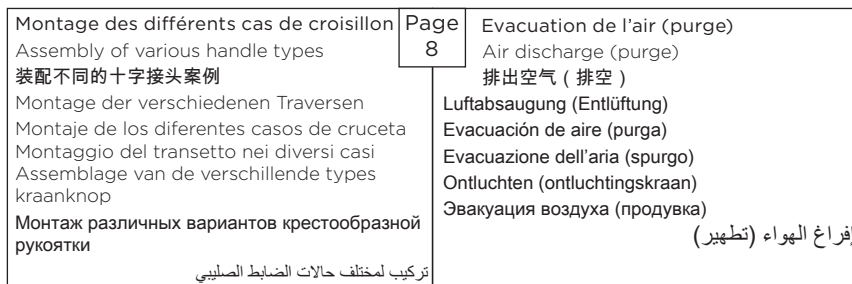 Montage des différents cas de croisillon
Assembly of various handle types
装配不同的十字接头案例
Montage der verschiedenen Traversen
Montaje de los diferentes casos de cruceta
Montaggio del transetto nei diversi casi
Assemblage van de verschillende types
kraanknop
Монтаж различных вариантов крестообразной
рукоятки
تركيب لمختلف حالات الضابط الصليبي
Page
8
Evacuation de l'air (purge)
Air discharge (purge)
排出空气（排空）
Luftabsaugung (Entlüftung)
Evacuación de aire (purga)
Evacuazione dell'aria (spurgo)
Ontluchten (ontluchtingskraan)
Эвакуация воздуха (продувка)
إفراغ الهواء (تطهير)